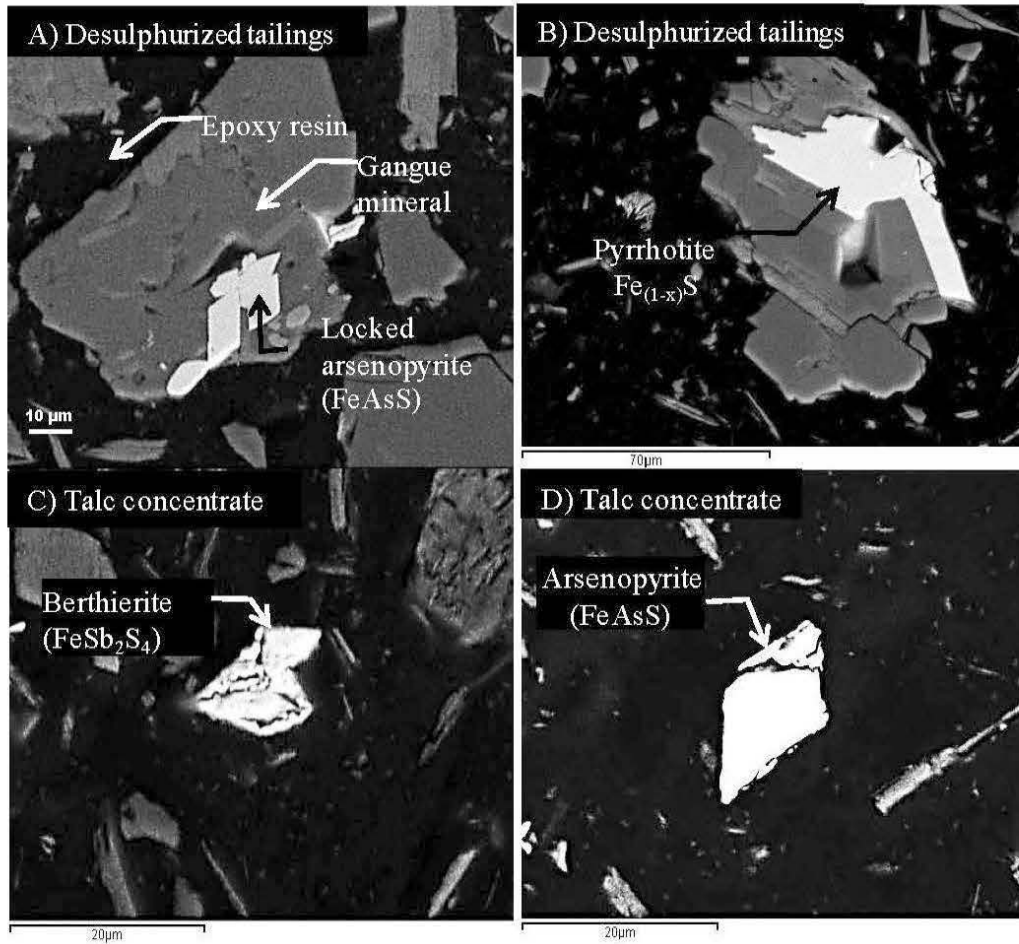 A) Desulphurized tailings
Epoxy resin
Gangue
mineral
Locked
arsenopyrite
(FeAsS)
10 µm
B) Desulphurized tailings
Pyrrhotite
Fe(1-x)S
70µm
C) Talc concentrate
Berthierite
(FeSb2S4)
20µm
D) Talc concentrate
Arsenopyrite
(FeAsS)
20µm